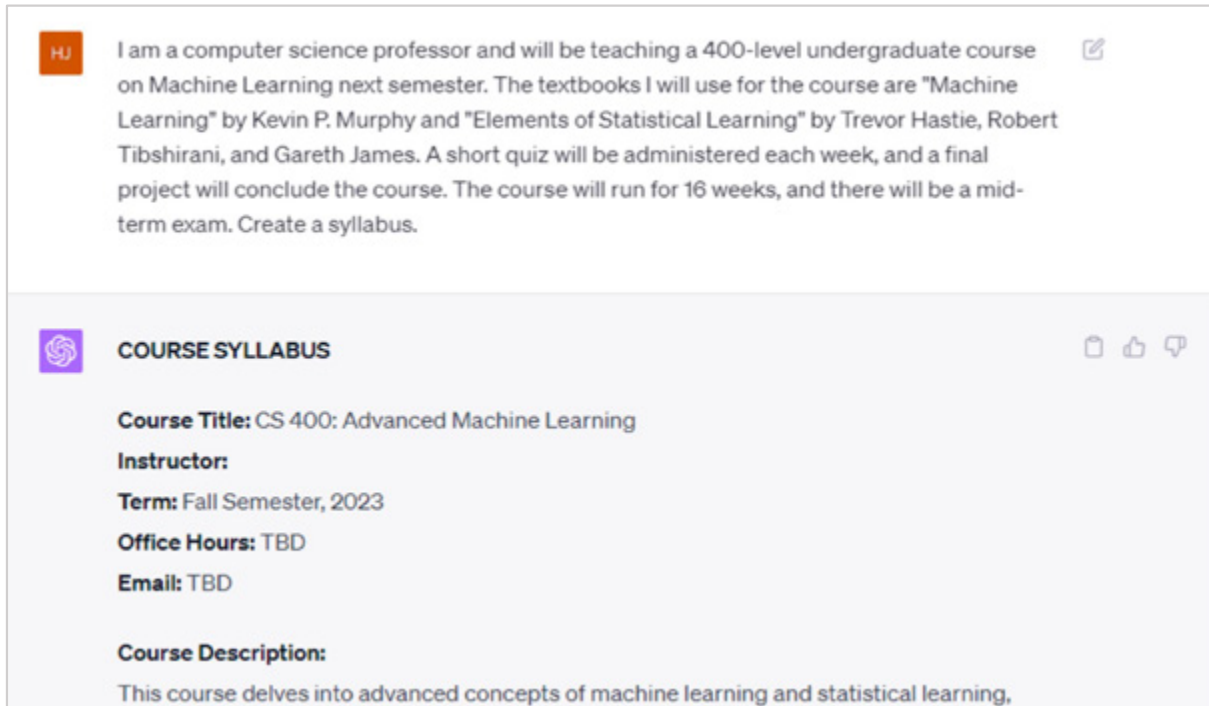 HJ
I am a computer science professor and will be teaching a 400-level undergraduate course
on Machine Learning next semester. The textbooks I will use for the course are "Machine
Learning" by Kevin P. Murphy and "Elements of Statistical Learning" by Trevor Hastie, Robert
Tibshirani, and Gareth James. A short quiz will be administered each week, and a final
project will conclude the course. The course will run for 16 weeks, and there will be a mid-
term exam. Create a syllabus.
COURSE SYLLABUS
Course Title: CS 400: Advanced Machine Learning
Instructor:
Term: Fall Semester, 2023
Office Hours: TBD
Email: TBD
Course Description:
This course delves into advanced concepts of machine learning and statistical learning,